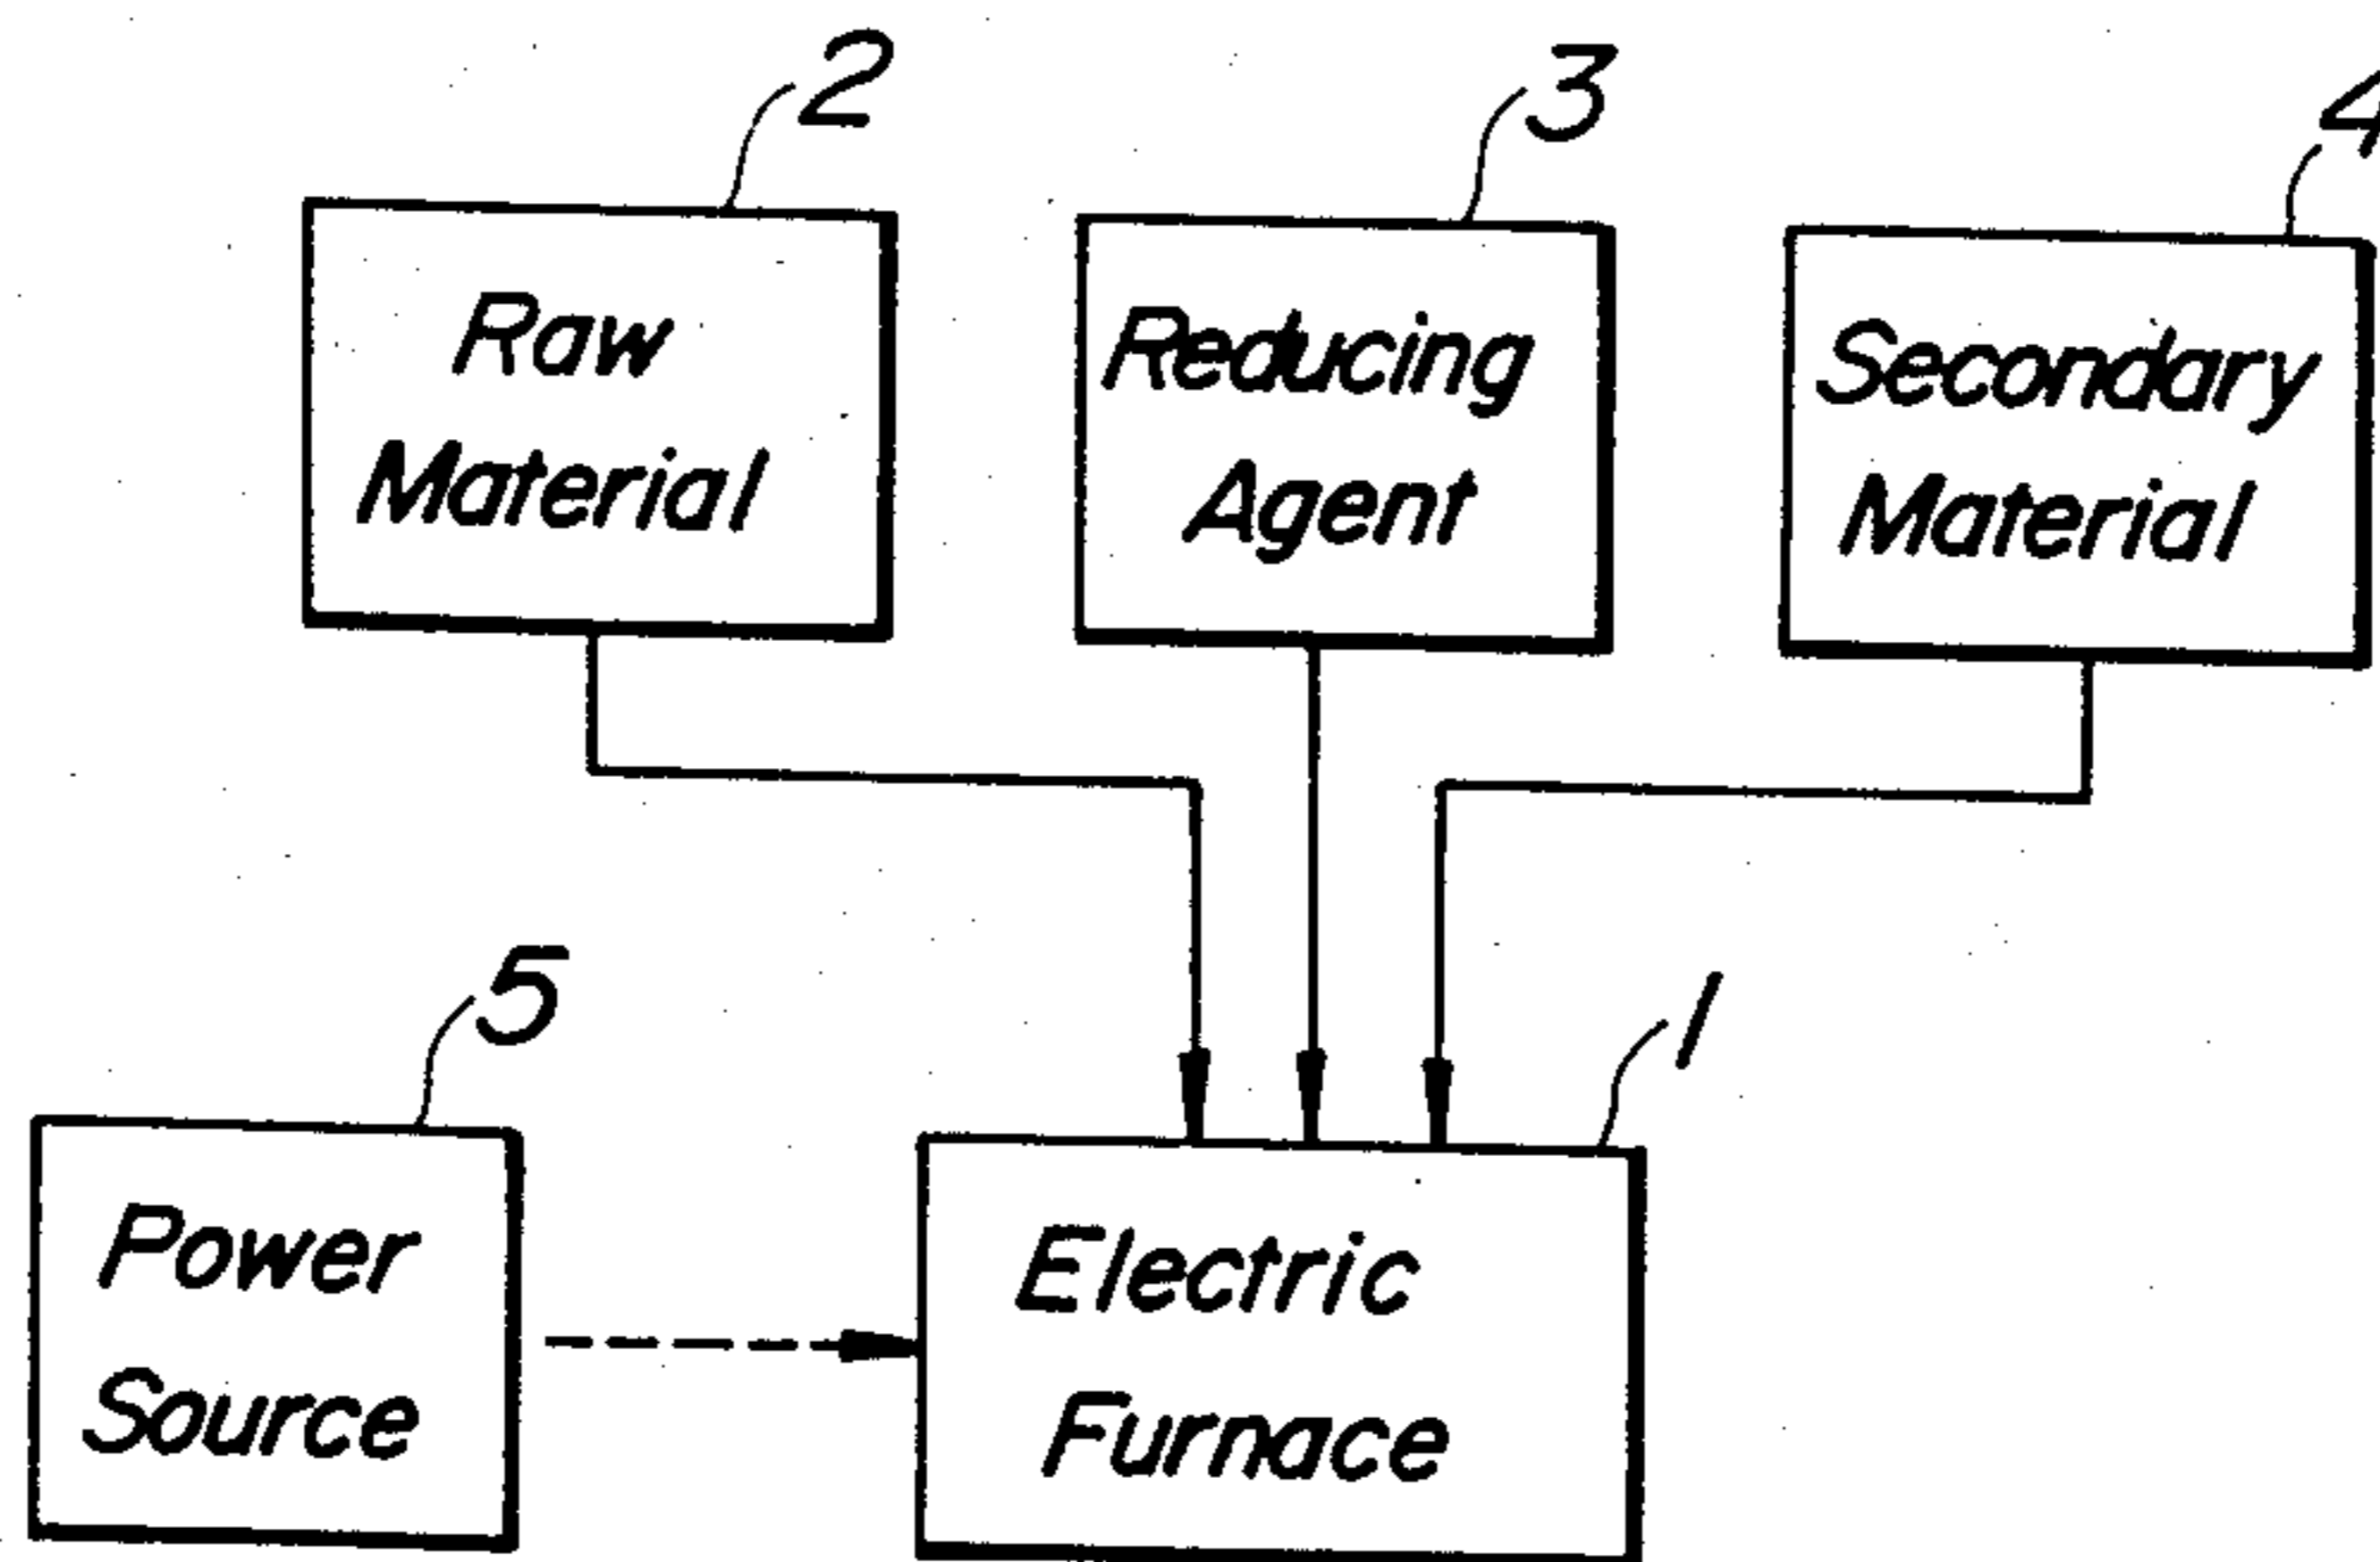 2
3
4
Raw
Material
Reducing
Agent
Secondary
Material
5
1
Power
Source
Electric
Furnace